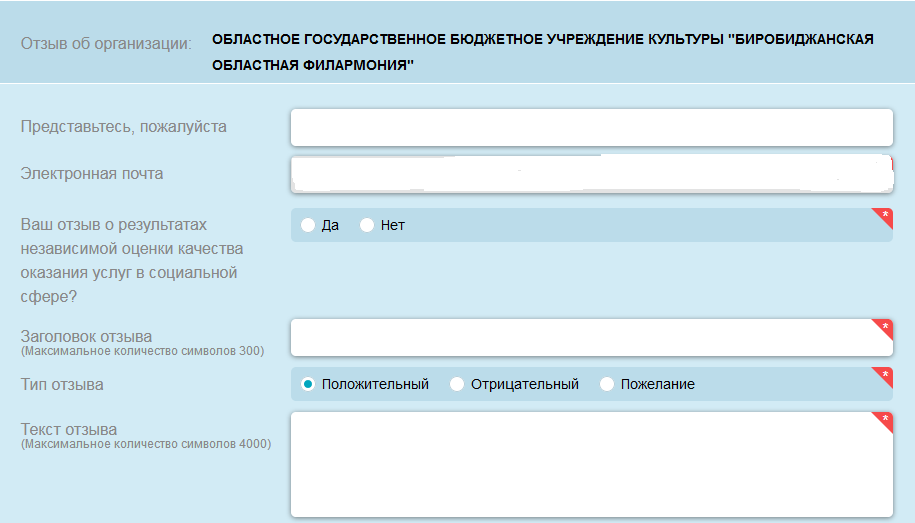 Отзыв об организации: ОБЛАСТНОЕ ГОСУДАРСТВЕННОЕ БЮДЖЕТНОЕ УЧРЕЖДЕНИЕ КУЛЬТУРЫ "БИРОБИДЖАНСКАЯ
ОБЛАСТНАЯ ФИЛАРМОНИЯ"
Представьтесь, пожалуйста
Электронная почта
Ваш отзыв о результатах
независимой оценки качества
оказания услуг в социальной
сфере?
Да Нет *
Заголовок отзыва *
(Максимальное количество символов 300)
Тип отзыва Положительный Отрицательный Пожелание *
Текст отзыва *
(Максимальное количество символов 4000)